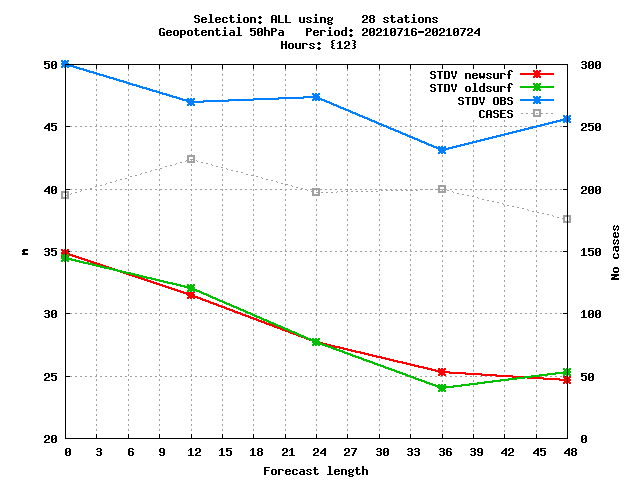 Selection: ALL using    28 stations
Geopotential 50hPa   Period: 20210716-20210724
Hours: {12}
STDV newsurf
STDV oldsurf
STDV OBS
CASES
50
45
40
35
30
25
20
m
300
250
200
150
100
50
0
No cases
0 3 6 9 12 15 18 21 24 27 30 33 36 39 42 45 48
Forecast length